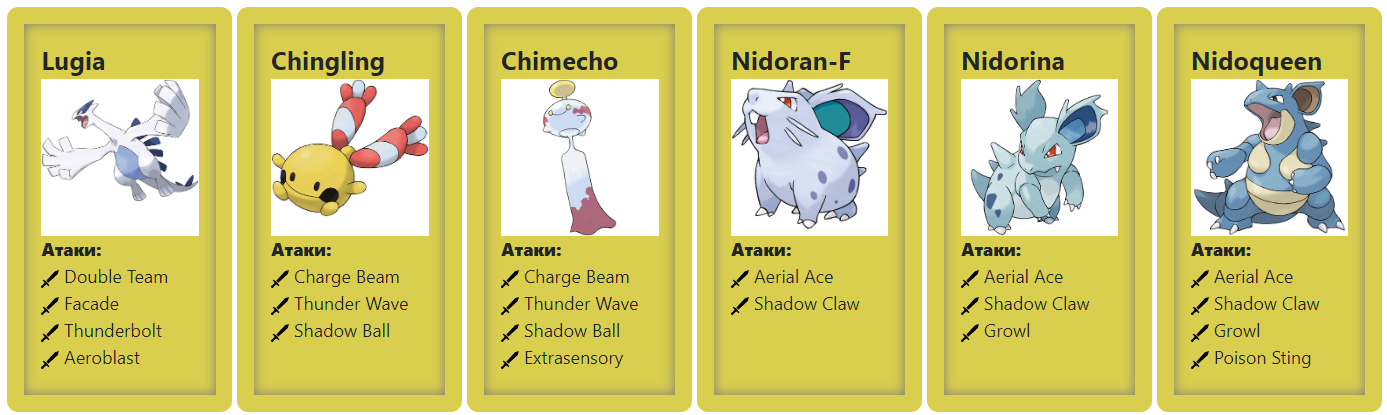 Lugia
Атаки:
Double Team
Facade
Thunderbolt
Aeroblast
Chingling
Атаки:
Charge Beam
Thunder Wave
Shadow Ball
Chimecho
Атаки:
Charge Beam
Thunder Wave
Shadow Ball
Extrasensory
Nidoran-F
Атаки:
Aerial Ace
Shadow Claw
Nidorina
Атаки:
Aerial Ace
Shadow Claw
Growl
Nidoqueen
Атаки:
Aerial Ace
Shadow Claw
Growl
Poison Sting